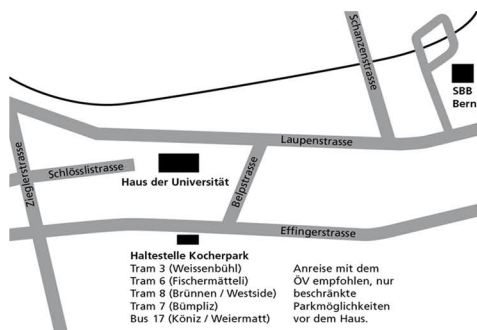 Schanzenstrasse
SBB
Bern
Laupenstrasse
Zieglerstrasse
Schlösslistrasse
Haus der Universität
Belpstrasse
Effingerstrasse
Haltestelle Kocherpark
Tram 3 (Weissenbühl)
Tram 6 (Fischermätteli)
Tram 8 (Brünnen / Westside)
Tram 7 (Bümpliz)
Bus 17 (Köniz / Weiermatt)
Anreise mit dem
ÖV empfohlen, nur
beschränkte
Parkmöglichkeiten
vor dem Haus.